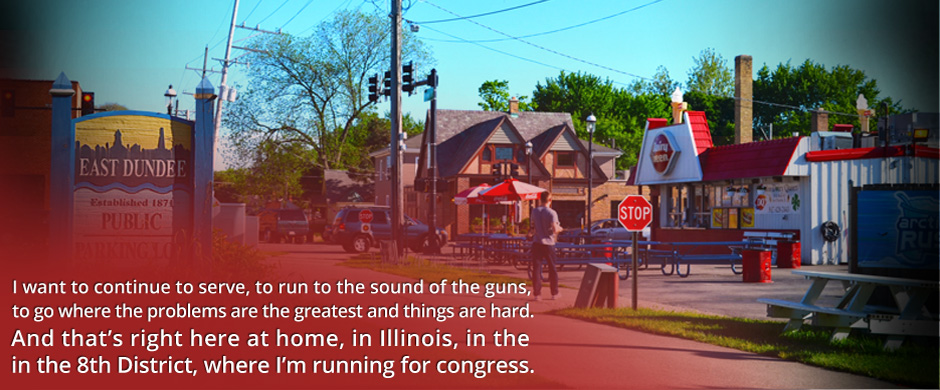 EAST DUNDEE
Established 1871
PUBLIC
PARKING LOT
STOP
I want to continue to serve, to run to the sound of the guns,
to go where the problems are the greatest and things are hard.
And that's right here at home, in Illinois, in the
in the 8th District, where I'm running for congress.